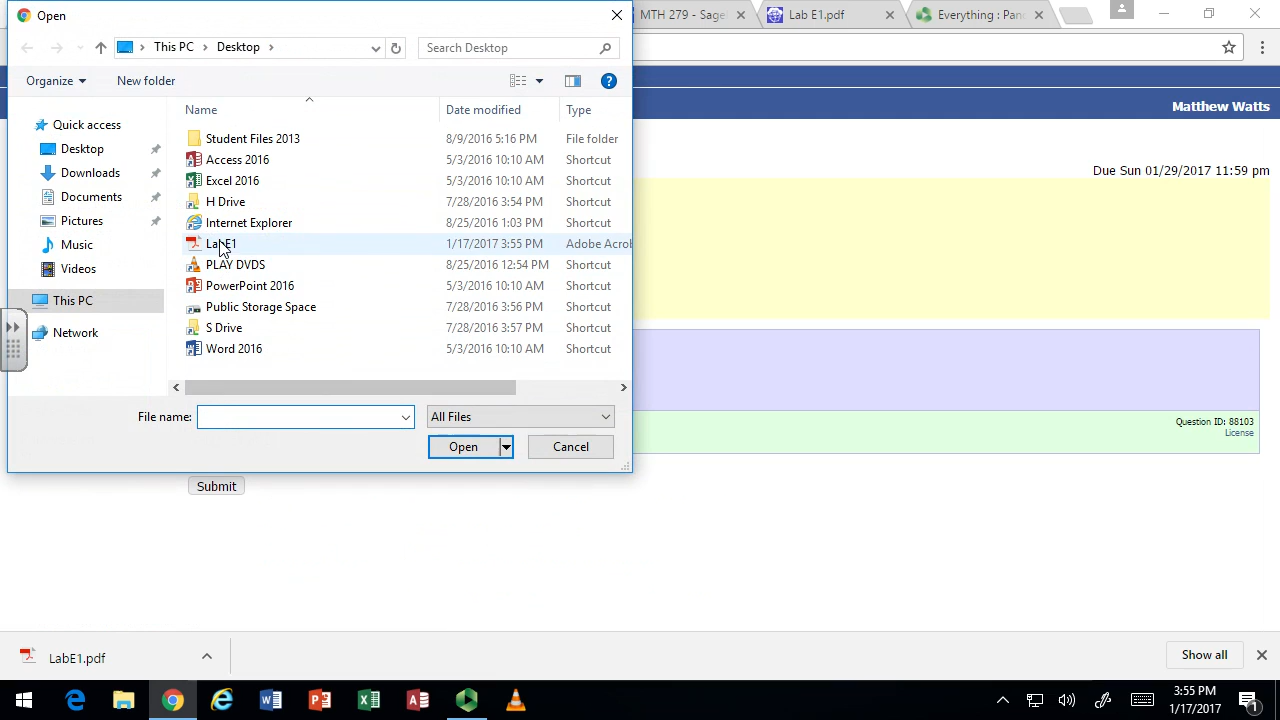 Open
MTH 279 - Sage
Lab E1.pdf
Everything : Pan
This PC
Desktop
Search Desktop
Organize
New folder
Name
Date modified
Type
Matthew Watts
Quick access
Desktop
Downloads
Documents
Pictures
Music
Videos
This PC
Network
Student Files 2013 8/9/2016 5:16 PM File folder
Access 2016 5/3/2016 10:10 AM Shortcut
Excel 2016 5/3/2016 10:10 AM Shortcut
H Drive 7/28/2016 3:54 PM Shortcut
Internet Explorer 8/25/2016 1:03 PM Shortcut
LabE1 1/17/2017 3:55 PM Adobe Acrob
PLAY DVDS 8/25/2016 12:54 PM Shortcut
PowerPoint 2016 5/3/2016 10:10 AM Shortcut
Public Storage Space 7/28/2016 3:56 PM Shortcut
S Drive 7/28/2016 3:57 PM Shortcut
Word 2016 5/3/2016 10:10 AM Shortcut
Due Sun 01/29/2017 11:59 pm
File name:
All Files
Open
Cancel
Question ID: 88103
License
Submit
LabE1.pdf
Show all
3:55 PM
1/17/2017
1